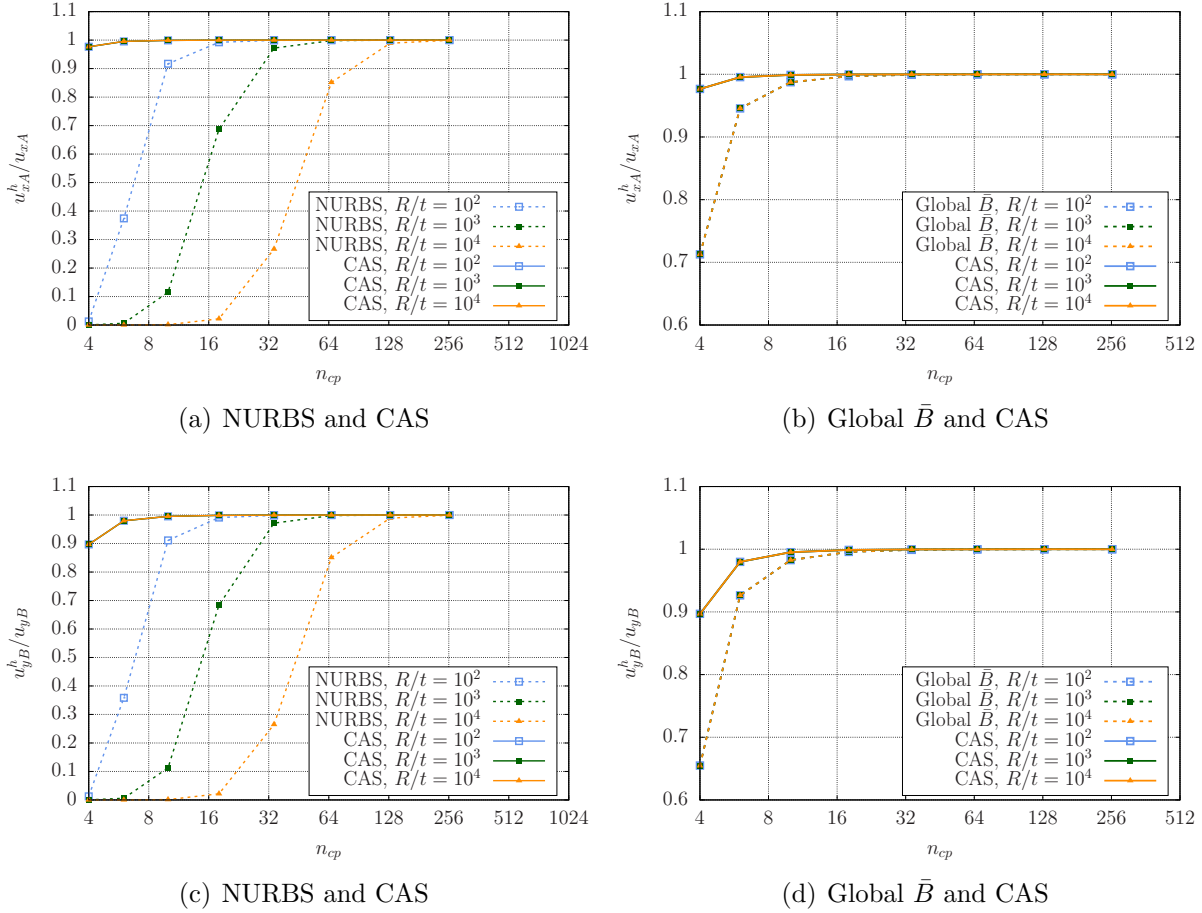 1.1
1
0.9
0.8
0.7
0.6
0.5
0.4
0.3
0.2
0.1
0
u^h_{xA}/u_{xA}
NURBS, R/t = 10^2
NURBS, R/t = 10^3
NURBS, R/t = 10^4
CAS, R/t = 10^2
CAS, R/t = 10^3
CAS, R/t = 10^4
4 8 16 32 64 128 256 512 1024
n_{cp}
(a) NURBS and CAS
1.1
1
0.9
0.8
0.7
0.6
u^h_{xA}/u_{xA}
Global B̄, R/t = 10^2
Global B̄, R/t = 10^3
Global B̄, R/t = 10^4
CAS, R/t = 10^2
CAS, R/t = 10^3
CAS, R/t = 10^4
4 8 16 32 64 128 256 512
n_{cp}
(b) Global B̄ and CAS
1.1
1
0.9
0.8
0.7
0.6
0.5
0.4
0.3
0.2
0.1
0
u^h_{yB}/u_{yB}
NURBS, R/t = 10^2
NURBS, R/t = 10^3
NURBS, R/t = 10^4
CAS, R/t = 10^2
CAS, R/t = 10^3
CAS, R/t = 10^4
4 8 16 32 64 128 256 512 1024
n_{cp}
(c) NURBS and CAS
1.1
1
0.9
0.8
0.7
0.6
u^h_{yB}/u_{yB}
Global B̄, R/t = 10^2
Global B̄, R/t = 10^3
Global B̄, R/t = 10^4
CAS, R/t = 10^2
CAS, R/t = 10^3
CAS, R/t = 10^4
4 8 16 32 64 128 256 512
n_{cp}
(d) Global B̄ and CAS